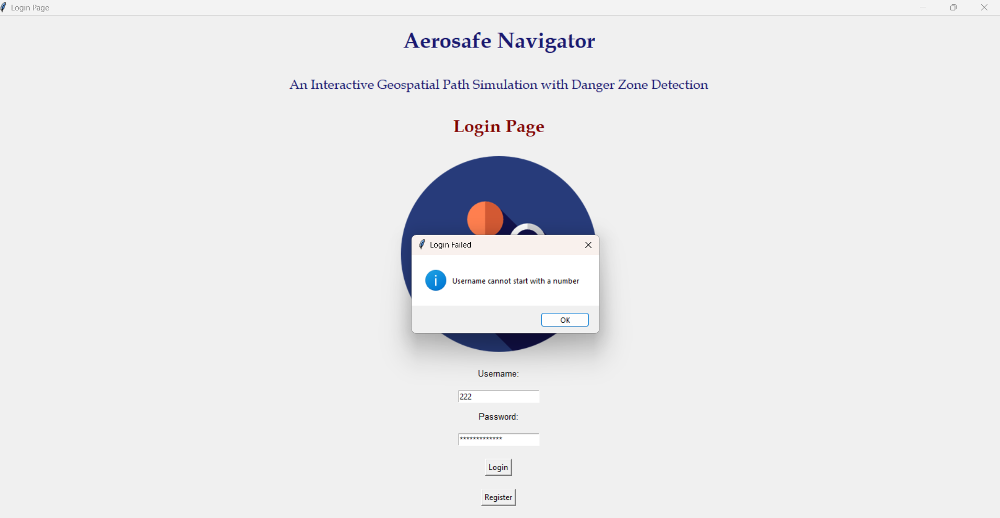 Login Page
Aerosafe Navigator
An Interactive Geospatial Path Simulation with Danger Zone Detection
Login Page
Login Failed
Username cannot start with a number
OK
Username:
222
Password:
*************
Login
Register